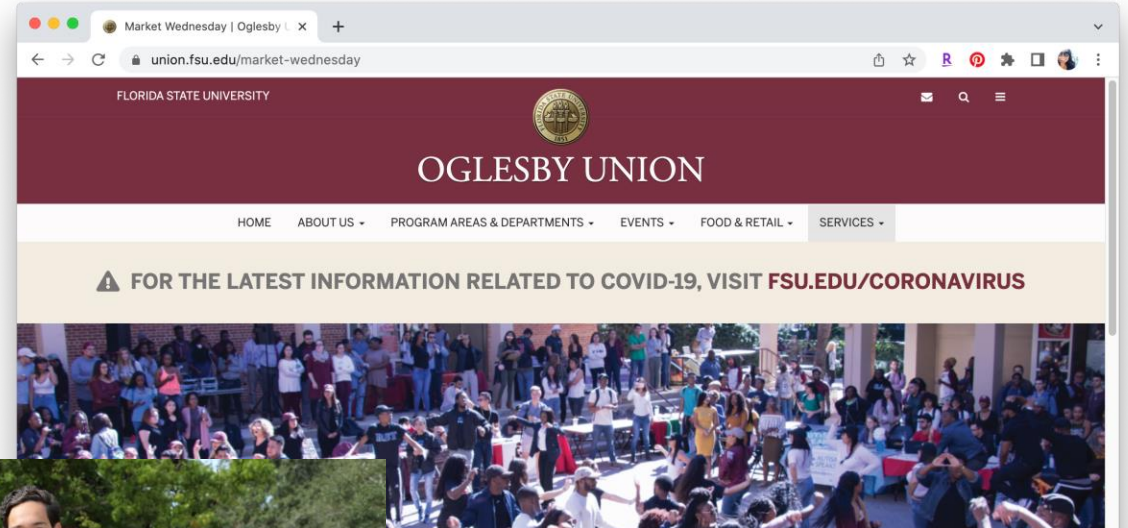 Market Wednesday | Oglesby U
union.fsu.edu/market-wednesday
FLORIDA STATE UNIVERSITY
OGLESBY UNION
HOME ABOUT US PROGRAM AREAS & DEPARTMENTS EVENTS FOOD & RETAIL SERVICES
FOR THE LATEST INFORMATION RELATED TO COVID-19, VISIT FSU.EDU/CORONAVIRUS